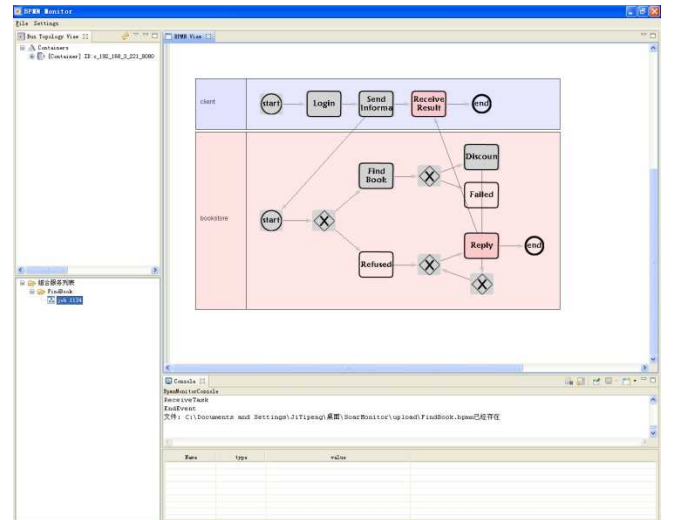 BPMN Monitor
File Settings
Bus Topology View
BPMN View
Containers
[Container] ID: c_192_168_3_221_8080
client
start
Login
Send
Informa
Receive
Result
end
bookstore
start
Find
Book
Discoun
Failed
Refused
Reply
end
组合服务列表
FindBook
job 1134
Console
BpmnMonitorConsole
ReceiveTask
EndEvent
文件: C:\Documents and Settings\JiTipeng\桌面\SoarMonitor\upload\FindBook.bpmn已经存在
Name type value